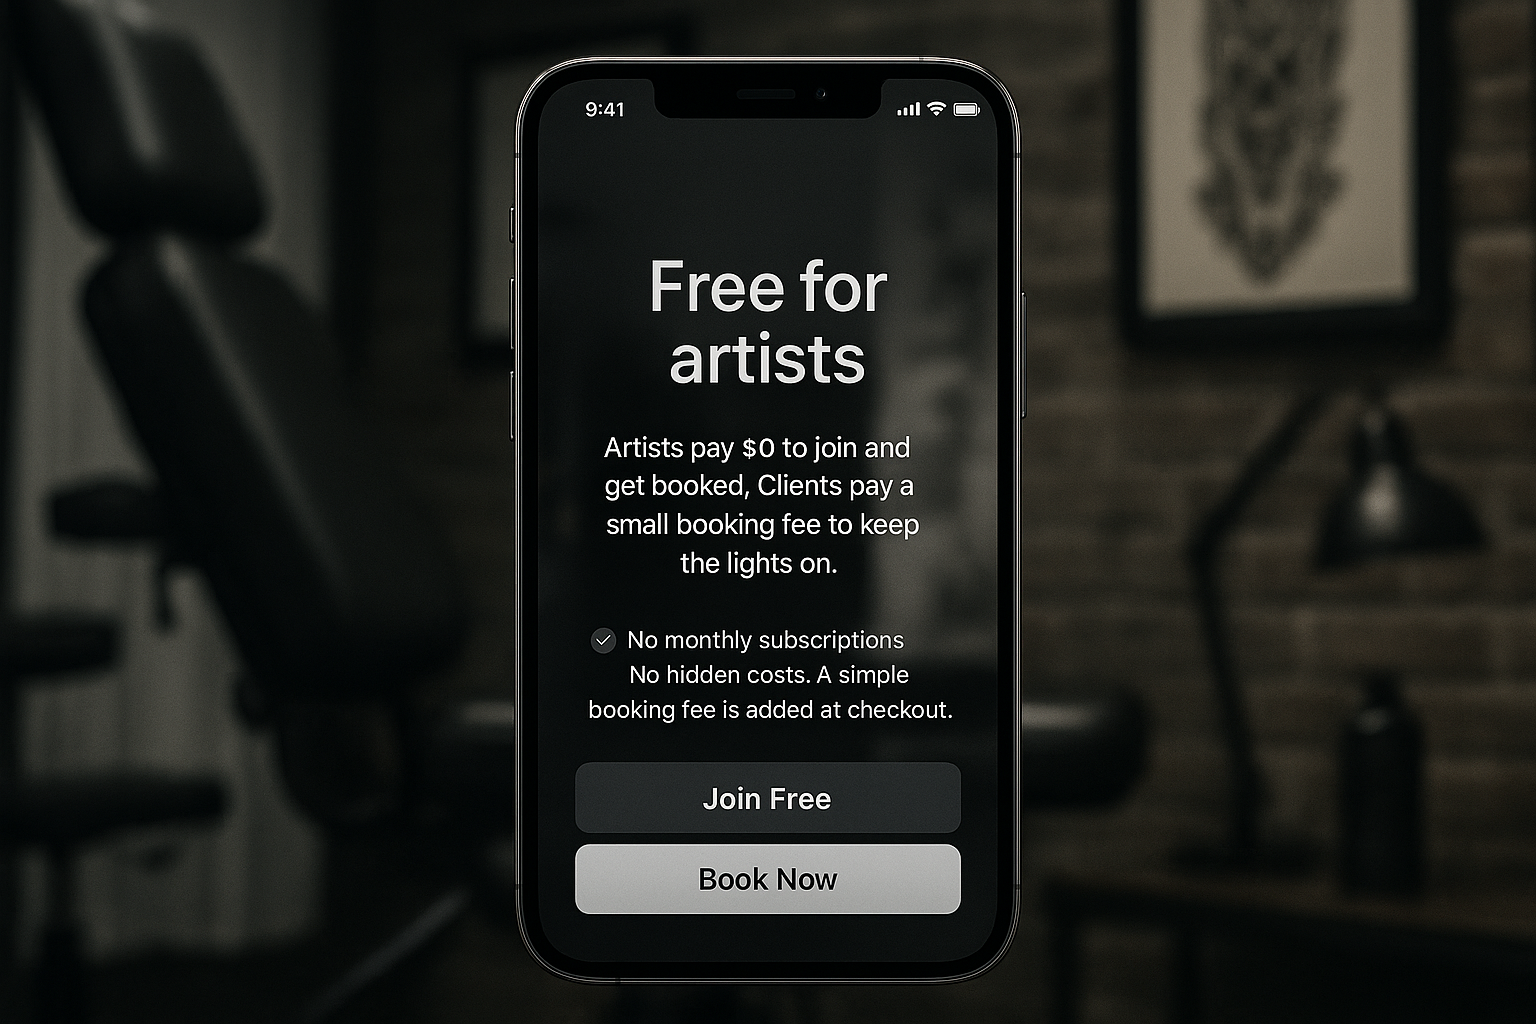 9:41
Free for
artists
Artists pay $0 to join and
get booked, Clients pay a
small booking fee to keep
the lights on.
No monthly subscriptions
No hidden costs. A simple
booking fee is added at checkout.
Join Free
Book Now